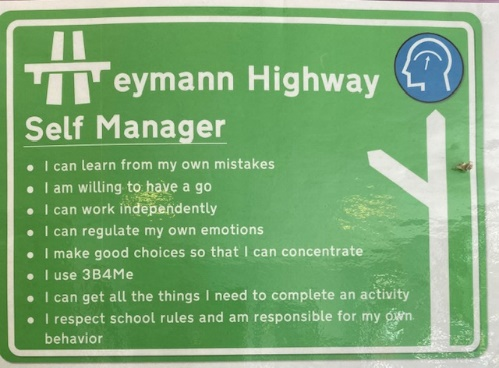 Heymann Highway
Self Manager
• I can learn from my own mistakes
• I am willing to have a go
• I can work independently
• I can regulate my own emotions
• I make good choices so that I can concentrate
• I use 3B4Me
• I can get all the things I need to complete an activity
• I respect school rules and am responsible for my own
behavior